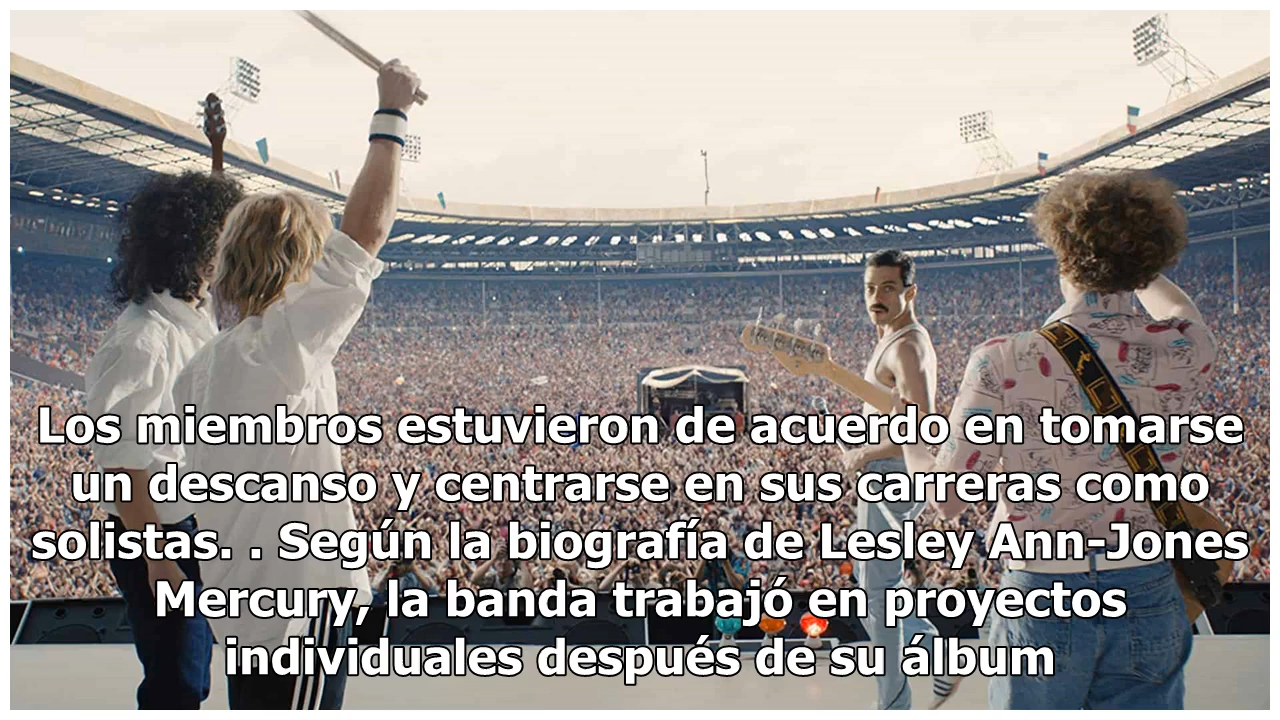 Los miembros estuvieron de acuerdo en tomarse
un descanso y centrarse en sus carreras como
solistas. . Según la biografía de Lesley Ann-Jones
Mercury, la banda trabajó en proyectos
individuales después de su álbum